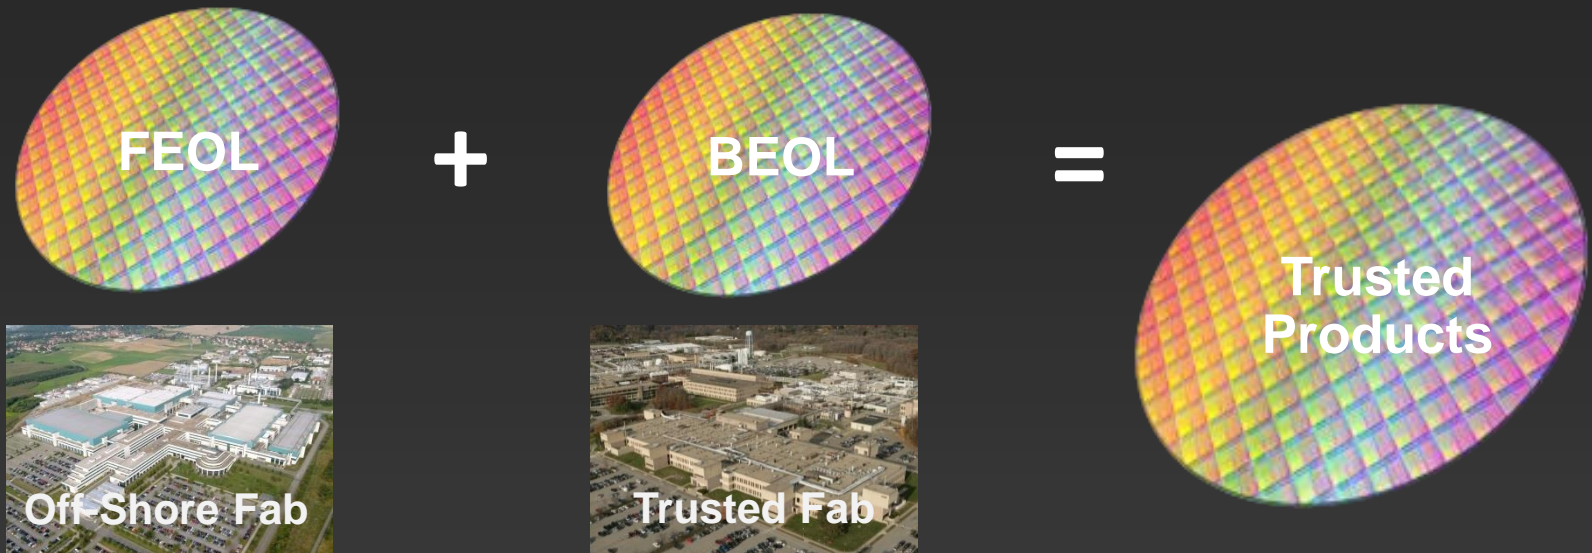 FEOL
+
BEOL
=
Trusted
Products
Off-Shore Fab
Trusted Fab